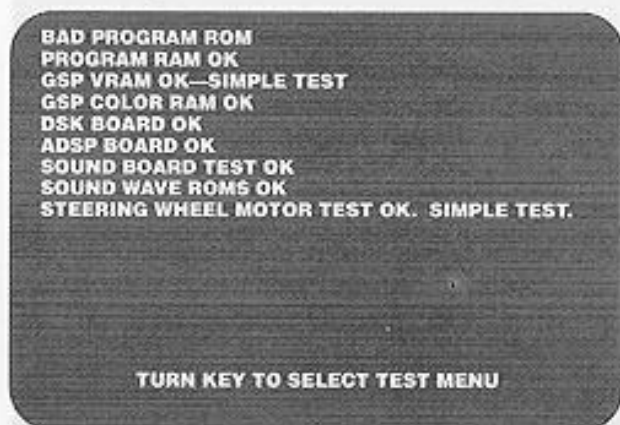 BAD PROGRAM ROM
PROGRAM RAM OK
GSP VRAM OK—SIMPLE TEST
GSP COLOR RAM OK
DSK BOARD OK
ADSP BOARD OK
SOUND BOARD TEST OK
SOUND WAVE ROMS OK
STEERING WHEEL MOTOR TEST OK. SIMPLE TEST.
TURN KEY TO SELECT TEST MENU